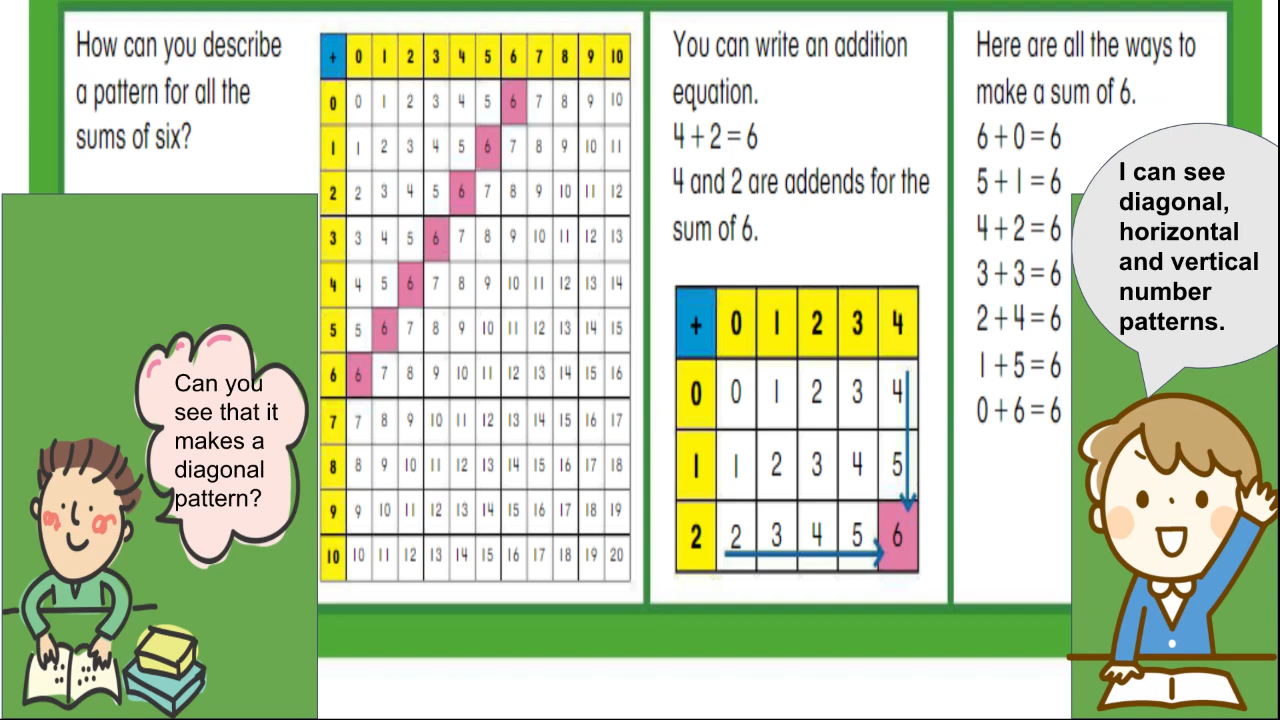 How can you describe
a pattern for all the
sums of six?
+ 0 1 2 3 4 5 6 7 8 9 10
0 0 1 2 3 4 5 6 7 8 9 10
1 1 2 3 4 5 6 7 8 9 10 11
2 2 3 4 5 6 7 8 9 10 11 12
3 3 4 5 6 7 8 9 10 11 12 13
4 4 5 6 7 8 9 10 11 12 13 14
5 5 6 7 8 9 10 11 12 13 14 15
6 6 7 8 9 10 11 12 13 14 15 16
7 7 8 9 10 11 12 13 14 15 16 17
8 8 9 10 11 12 13 14 15 16 17 18
9 9 10 11 12 13 14 15 16 17 18 19
10 10 11 12 13 14 15 16 17 18 19 20
Can you
see that it
makes a
diagonal
pattern?
You can write an addition
equation.
4 + 2 = 6
4 and 2 are addends for the
sum of 6.
+ 0 1 2 3 4
0 0 1 2 3 4
1 1 2 3 4 5
2 2 3 4 5 6
Here are all the ways to
make a sum of 6.
6 + 0 = 6
5 + 1 = 6
4 + 2 = 6
3 + 3 = 6
2 + 4 = 6
1 + 5 = 6
0 + 6 = 6
I can see
diagonal,
horizontal
and vertical
number
patterns.